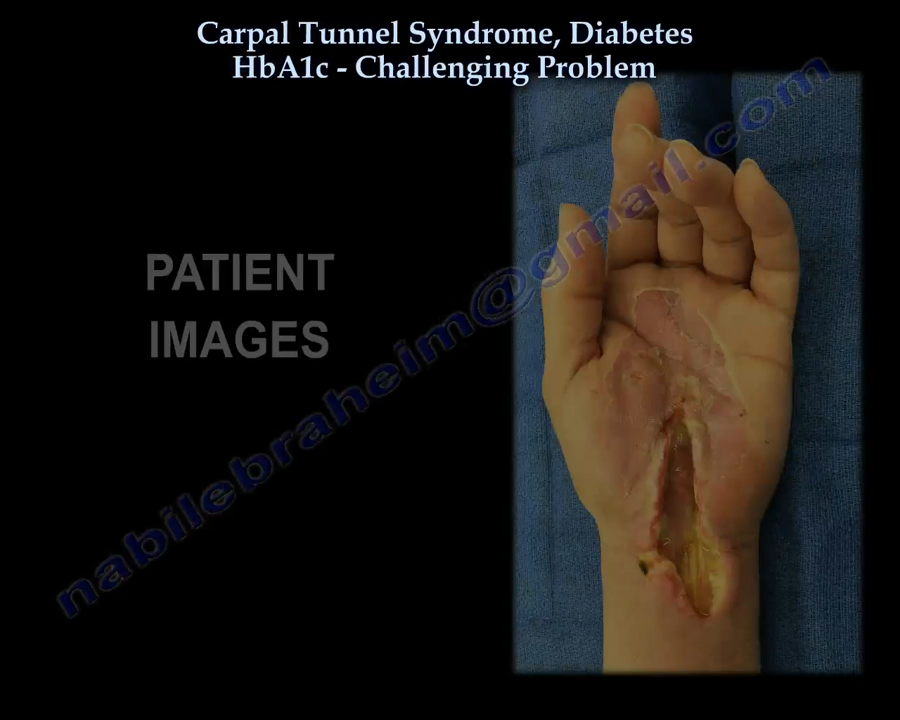 Carpal Tunnel Syndrome, Diabetes
HbA1c - Challenging Problem
PATIENT
IMAGES
nabilebraheim@gmail.com